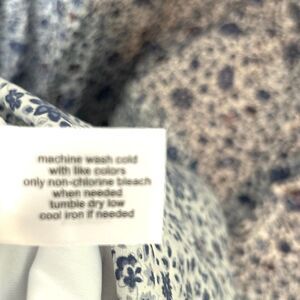 machine wash cold
with like colors
only non-chlorine bleach
when needed
tumble dry low
cool iron if needed